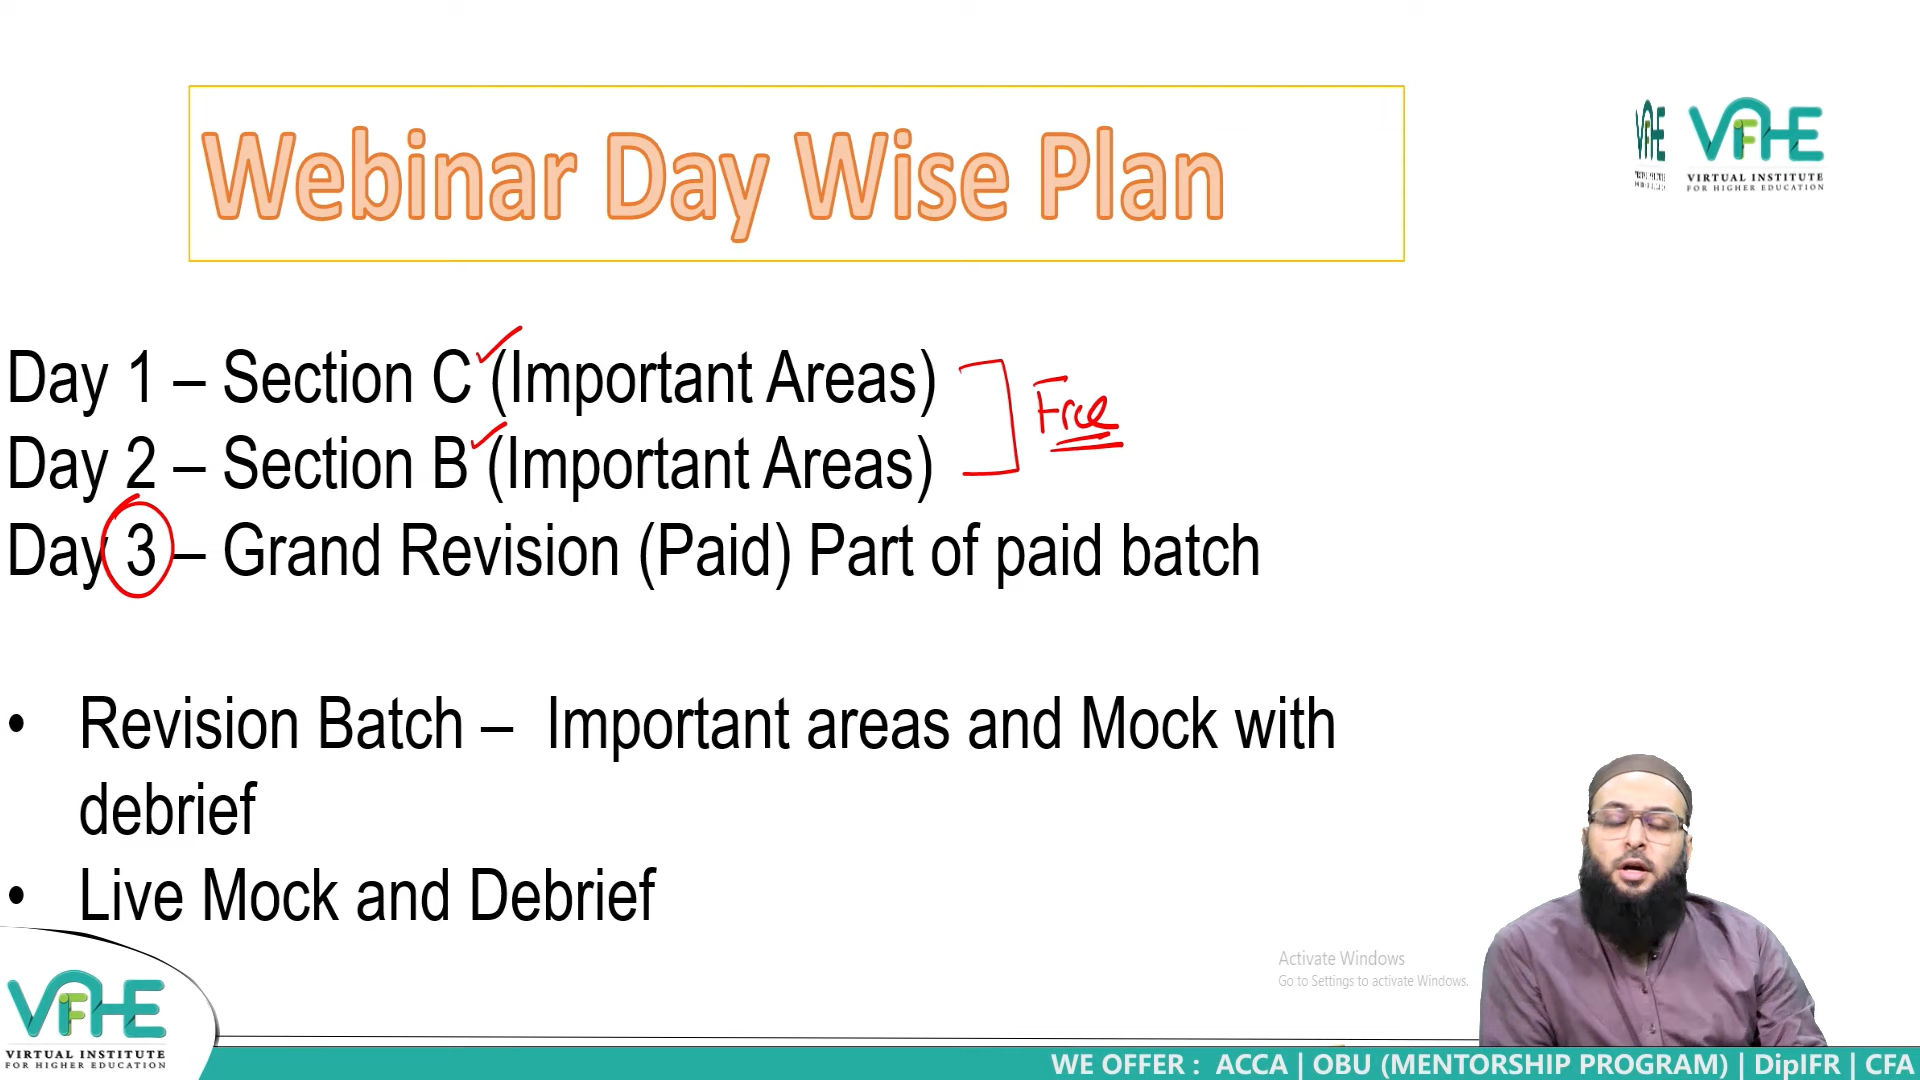 Webinar Day Wise Plan
VIFHE
VIRTUAL INSTITUTE
FOR HIGHER EDUCATION
Day 1 – Section C (Important Areas)
Day 2 – Section B (Important Areas)
Free
Day 3 – Grand Revision (Paid) Part of paid batch
• Revision Batch – Important areas and Mock with
debrief
• Live Mock and Debrief
Activate Windows
Go to Settings to activate Windows.
VIFHE
VIRTUAL INSTITUTE
FOR HIGHER EDUCATION
WE OFFER : ACCA | OBU (MENTORSHIP PROGRAM) | DipIFR | CFA